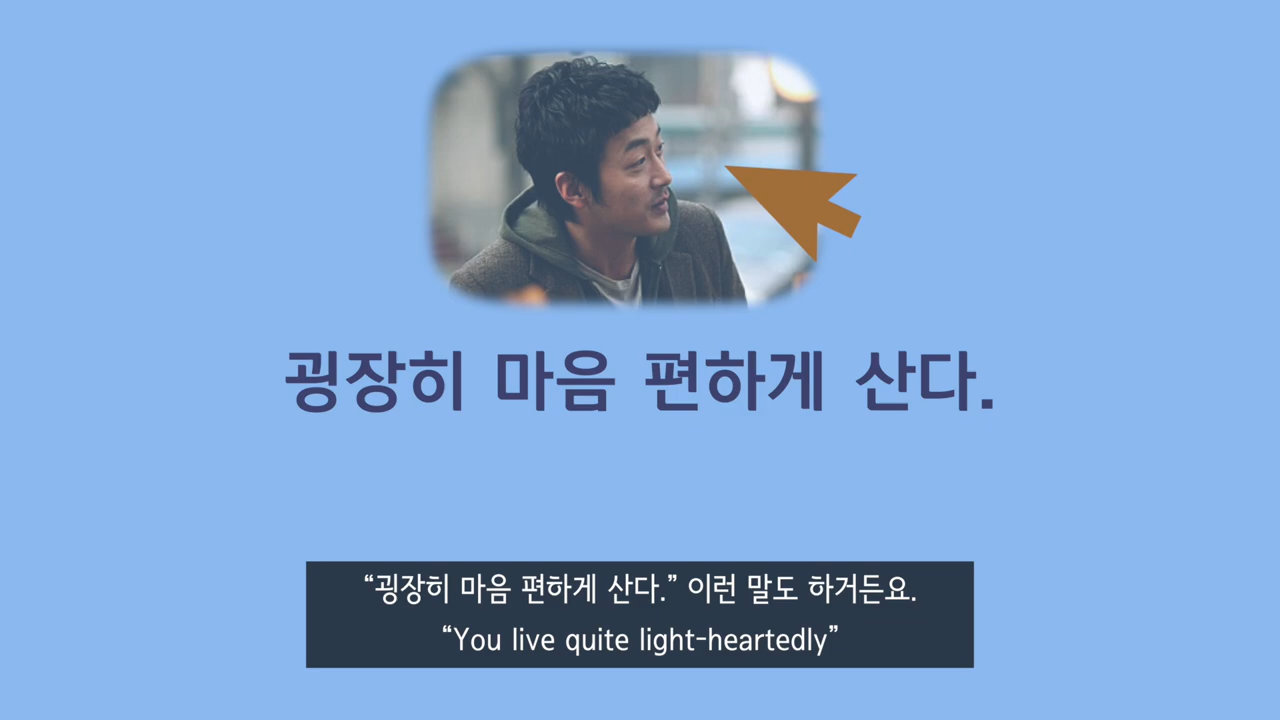 굉장히 마음 편하게 산다.
“굉장히 마음 편하게 산다.” 이런 말도 하거든요.
“You live quite light-heartedly”